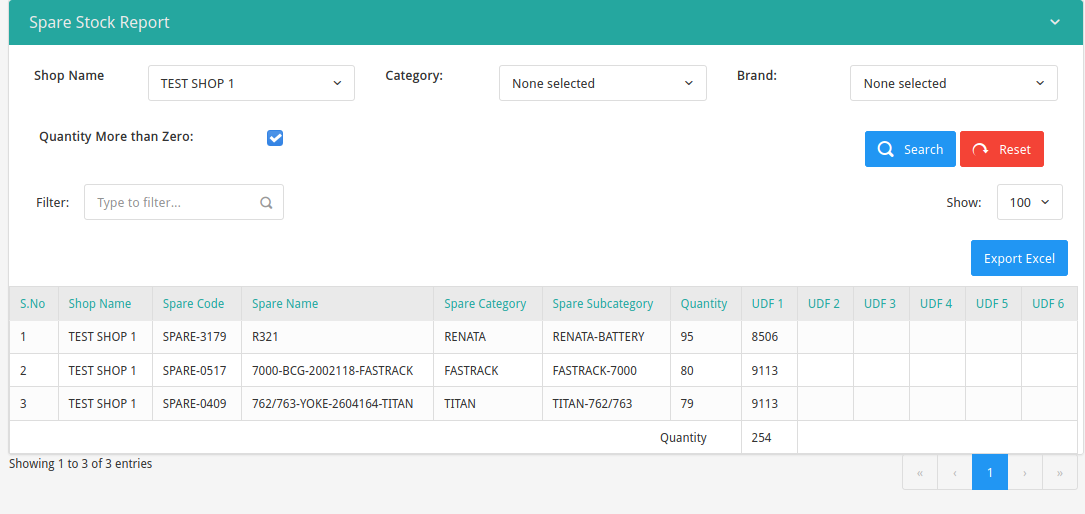 Spare Stock Report
Shop Name TEST SHOP 1 Category: None selected Brand: None selected
Quantity More than Zero: Search Reset
Filter: Type to filter... Show: 100
Export Excel
S.No Shop Name Spare Code Spare Name Spare Category Spare Subcategory Quantity UDF 1 UDF 2 UDF 3 UDF 4 UDF 5 UDF 6
1 TEST SHOP 1 SPARE-3179 R321 RENATA RENATA-BATTERY 95 8506
2 TEST SHOP 1 SPARE-0517 7000-BCG-2002118-FASTRACK FASTRACK FASTRACK-7000 80 9113
3 TEST SHOP 1 SPARE-0409 762/763-YOKE-2604164-TITAN TITAN TITAN-762/763 79 9113
Quantity 254
Showing 1 to 3 of 3 entries « ‹ 1 › »